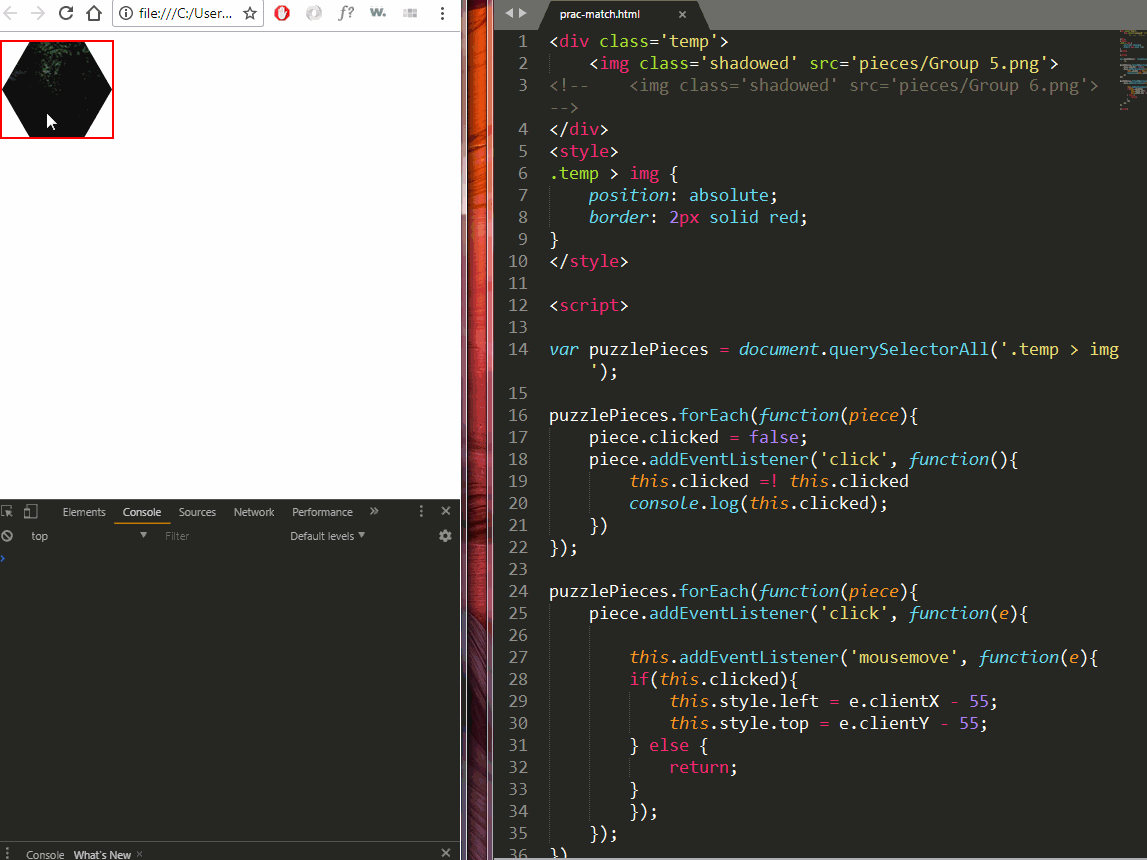 file:///C:/User...
f?
w.
Elements Console Sources Network Performance »
top Filter Default levels
Console What's New ×
prac-match.html ×
1 <div class='temp'>
2 <img class='shadowed' src='pieces/Group 5.png'>
3 <!-- <img class='shadowed' src='pieces/Group 6.png'>
-->
4 </div>
5 <style>
6 .temp > img {
7 position: absolute;
8 border: 2px solid red;
9 }
10 </style>
11
12 <script>
13
14 var puzzlePieces = document.querySelectorAll('.temp > img
');
15
16 puzzlePieces.forEach(function(piece){
17 piece.clicked = false;
18 piece.addEventListener('click', function(){
19 this.clicked =! this.clicked
20 console.log(this.clicked);
21 })
22 });
23
24 puzzlePieces.forEach(function(piece){
25 piece.addEventListener('click', function(e){
26
27 this.addEventListener('mousemove', function(e){
28 if(this.clicked){
29 this.style.left = e.clientX - 55;
30 this.style.top = e.clientY - 55;
31 } else {
32 return;
33 }
34 });
35 });
36 })